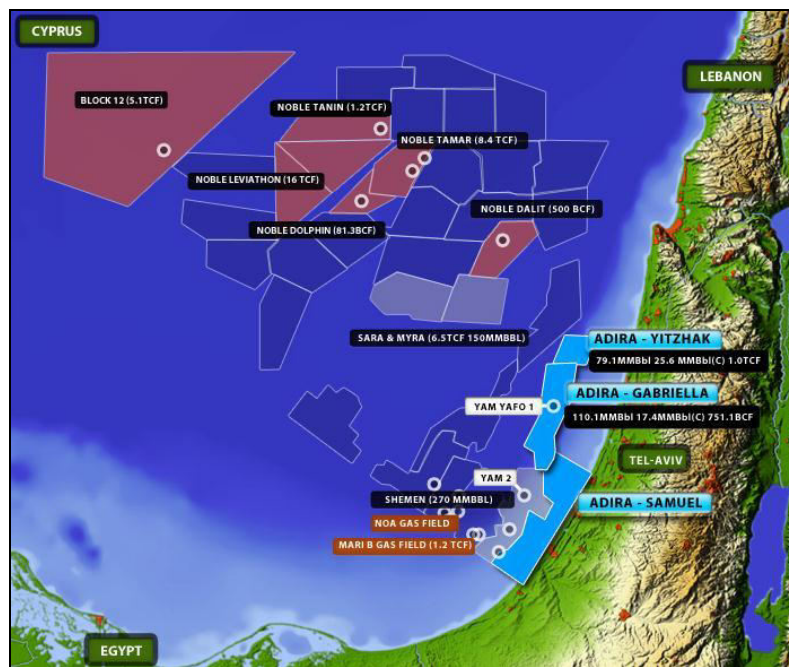 CYPRUS
LEBANON
BLOCK 12 (5.1TCF)
NOBLE TANIN (1.2TCF)
NOBLE TAMAR (8.4 TCF)
NOBLE LEVIATHON (16 TCF)
NOBLE DALIT (500 BCF)
NOBLE DOLPHIN (81.3BCF)
SARA & MYRA (6.5TCF 150MMBBL)
ADIRA - YITZHAK
79.1MMBbl 25.6 MMBbl(C) 1.0TCF
ADIRA - GABRIELLA
YAM YAFO 1
110.1MMBbl 17.4MMBbl(C) 751.1BCF
TEL-AVIV
YAM 2
SHEMEN (270 MMBBL)
ADIRA - SAMUEL
NOA GAS FIELD
MARI B GAS FIELD (1.2 TCF)
EGYPT